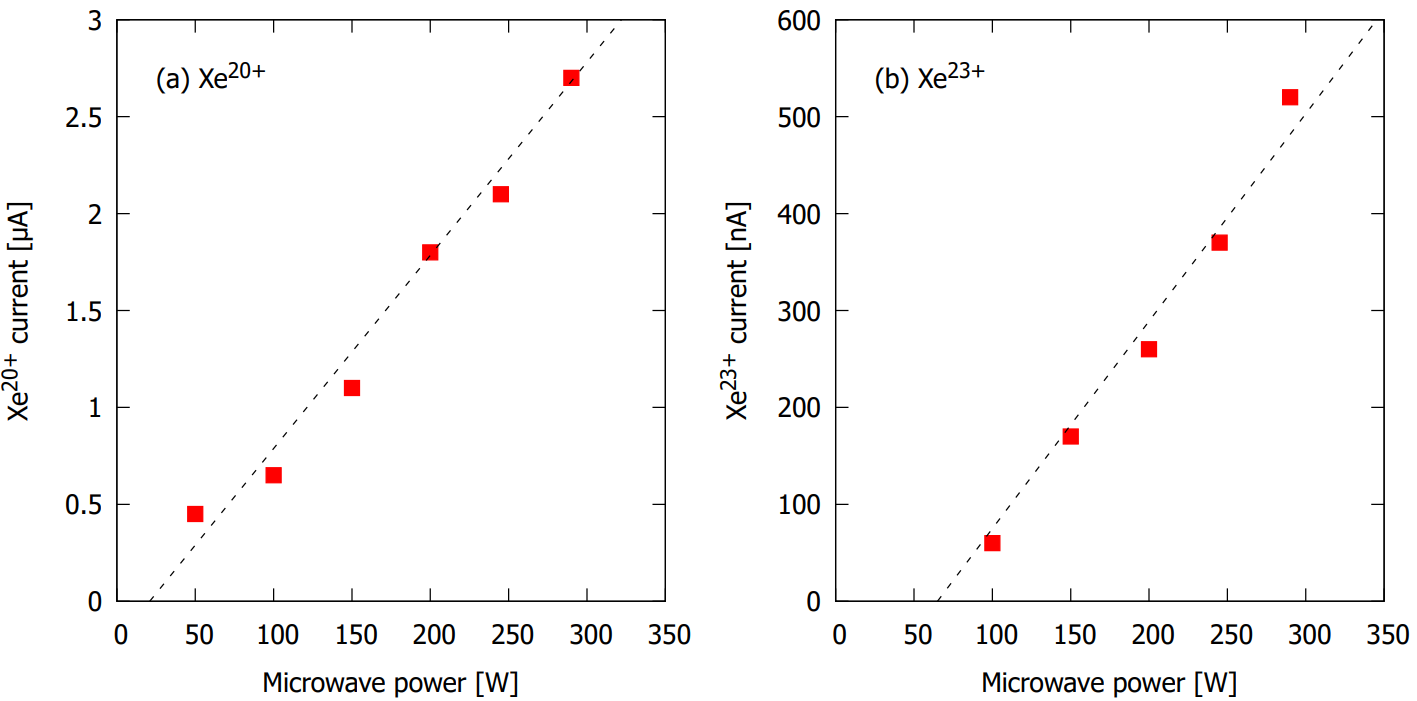 (a) Xe20+
3
2.5
2
1.5
1
0.5
0
Xe20+ current [µA]
0 50 100 150 200 250 300 350
Microwave power [W]
(b) Xe23+
600
500
400
300
200
100
0
Xe23+ current [nA]
0 50 100 150 200 250 300 350
Microwave power [W]